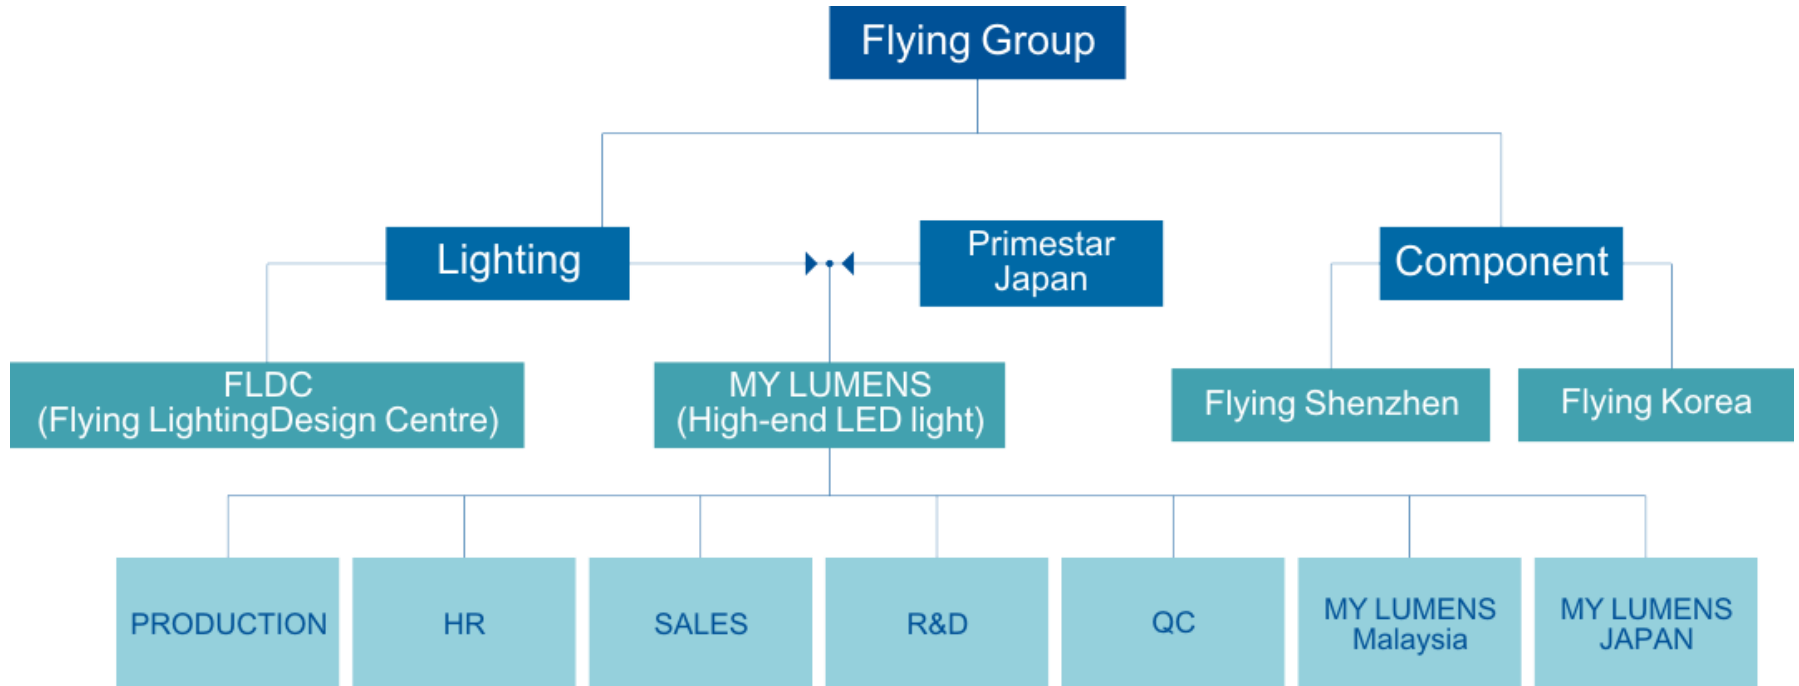 Flying Group
Lighting
Primestar
Japan
Component
FLDC
(Flying LightingDesign Centre)
MY LUMENS
(High-end LED light)
Flying Shenzhen
Flying Korea
PRODUCTION
HR
SALES
R&D
QC
MY LUMENS
Malaysia
MY LUMENS
JAPAN